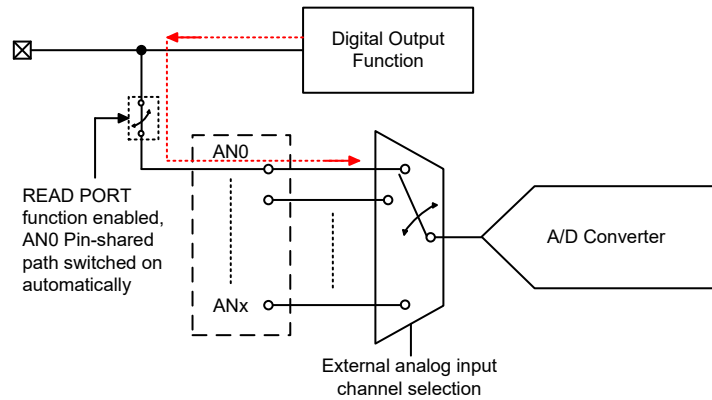 Digital Output
Function
AN0
READ PORT
function enabled,
AN0 Pin-shared
path switched on
automatically
A/D Converter
ANx
External analog input
channel selection